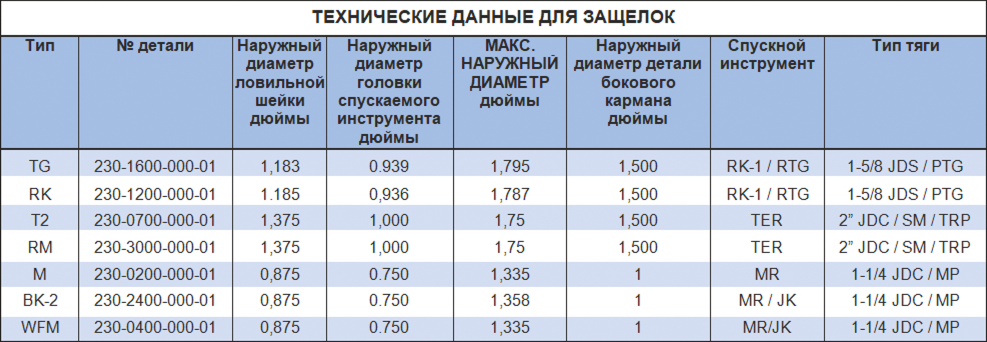 ТЕХНИЧЕСКИЕ ДАННЫЕ ДЛЯ ЗАЩЕЛОК
Тип № детали Наружный диаметр ловильной шейки дюймы Наружный диаметр головки спускаемого инструмента дюймы МАКС. НАРУЖНЫЙ ДИАМЕТР дюймы Наружный диаметр детали бокового кармана дюймы Спускной инструмент Тип тяги
TG 230-1600-000-01 1,183 0.939 1,795 1,500 RK-1 / RTG 1-5/8 JDS / PTG
RK 230-1200-000-01 1.185 0,936 1,787 1,500 RK-1 / RTG 1-5/8 JDS / PTG
T2 230-0700-000-01 1,375 1,000 1,75 1,500 TER 2” JDC / SM / TRP
RM 230-3000-000-01 1,375 1,000 1,75 1,500 TER 2” JDC / SM / TRP
M 230-0200-000-01 0,875 0.750 1,335 1 MR 1-1/4 JDC / MP
BK-2 230-2400-000-01 0,875 0.750 1,358 1 MR / JK 1-1/4 JDC / MP
WFM 230-0400-000-01 0,875 0.750 1,335 1 MR/JK 1-1/4 JDC / MP